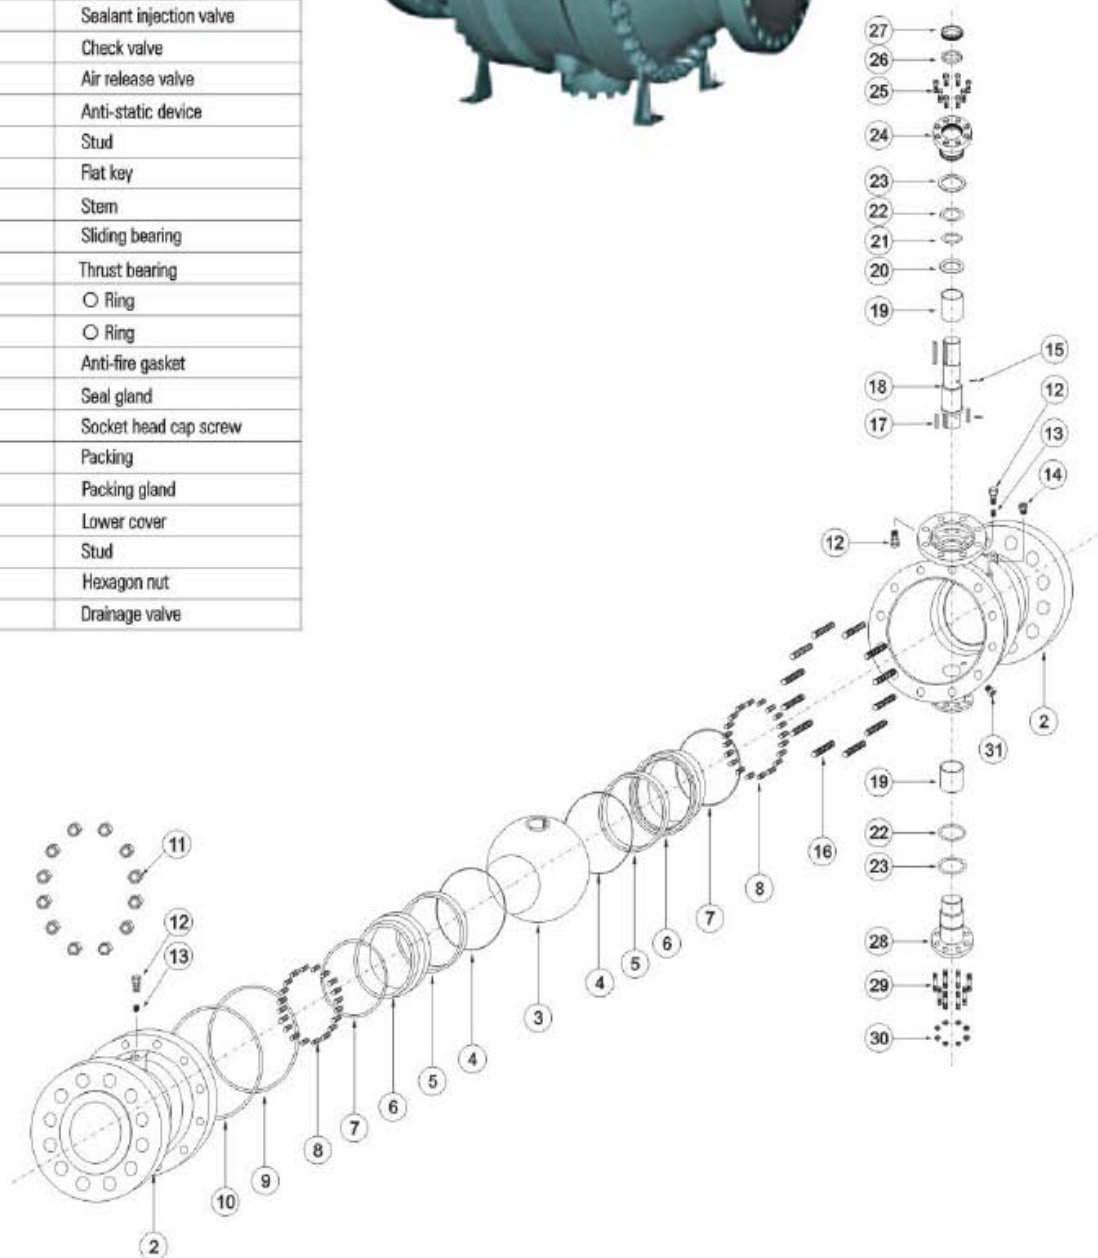 Sealant injection valve
Check valve
Air release valve
Anti-static device
Stud
Flat key
Stem
Sliding bearing
Thrust bearing
○ Ring
○ Ring
Anti-fire gasket
Seal gland
Socket head cap screw
Packing
Packing gland
Lower cover
Stud
Hexagon nut
Drainage valve
27
26
25
24
23
22
21
20
19
18
17
15
12
13
14
12
2
31
19
22
23
28
29
30
16
8
7
6
5
4
3
4
5
6
7
8
9
10
11
12
13
2